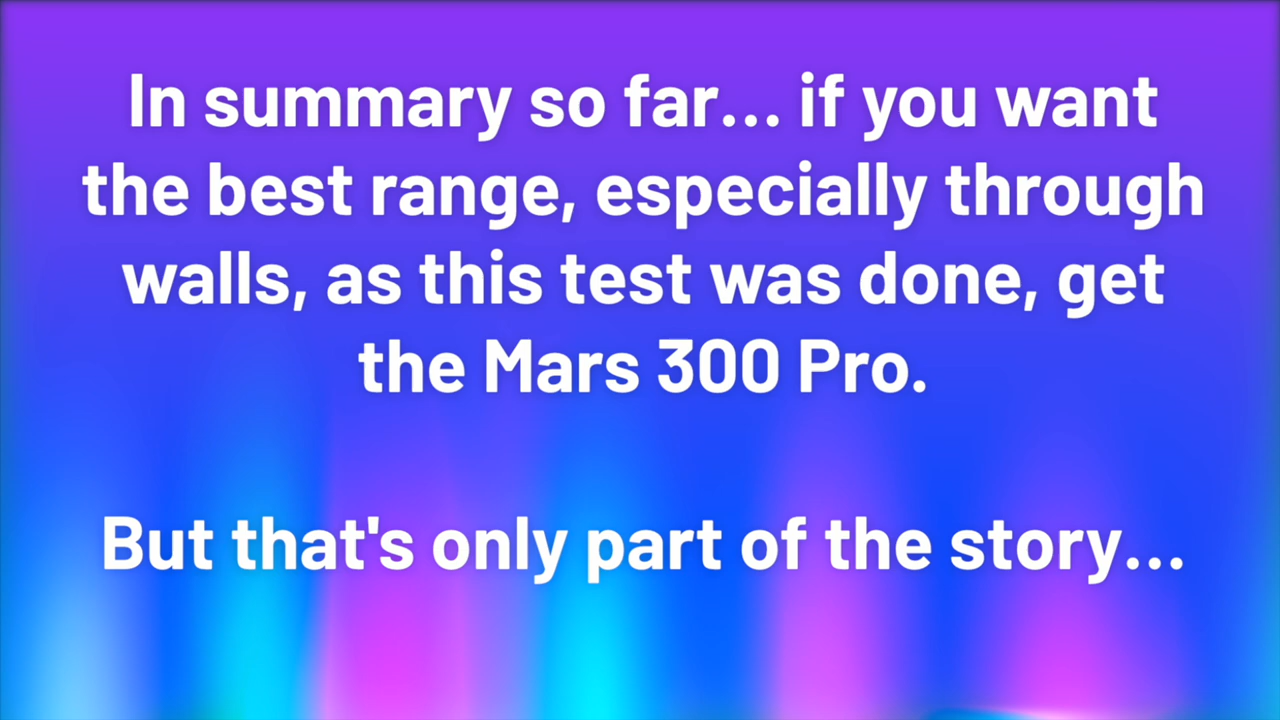 In summary so far... if you want
the best range, especially through
walls, as this test was done, get
the Mars 300 Pro.
But that's only part of the story...